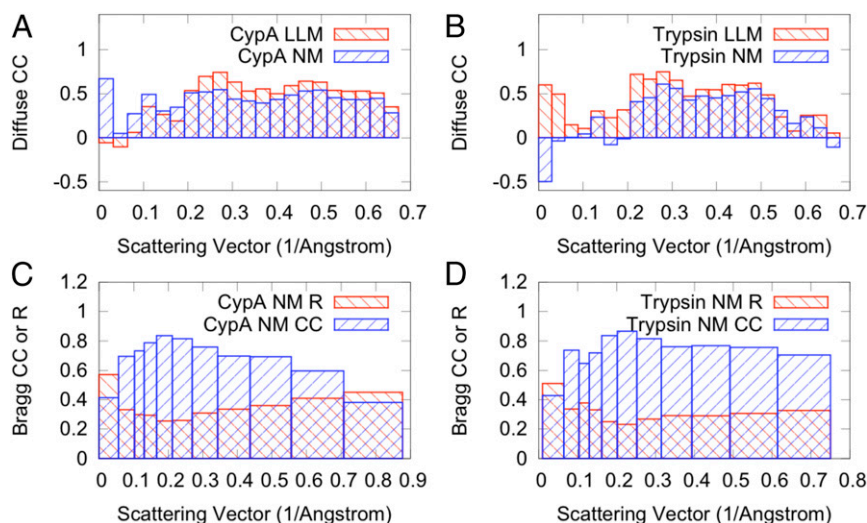 A
CypA LLM
CypA NM
Diffuse CC
1
0.5
0
-0.5
0 0.1 0.2 0.3 0.4 0.5 0.6 0.7
Scattering Vector (1/Angstrom)
B
Trypsin LLM
Trypsin NM
Diffuse CC
1
0.5
0
-0.5
0 0.1 0.2 0.3 0.4 0.5 0.6 0.7
Scattering Vector (1/Angstrom)
C
CypA NM R
CypA NM CC
Bragg CC or R
1.2
1
0.8
0.6
0.4
0.2
0
0 0.1 0.2 0.3 0.4 0.5 0.6 0.7 0.8 0.9
Scattering Vector (1/Angstrom)
D
Trypsin NM R
Trypsin NM CC
Bragg CC or R
1.2
1
0.8
0.6
0.4
0.2
0
0 0.1 0.2 0.3 0.4 0.5 0.6 0.7 0.8
Scattering Vector (1/Angstrom)